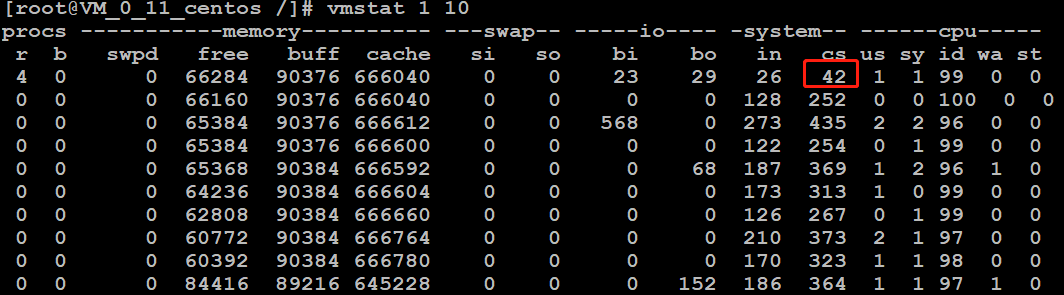 [root@VM_0_11_centos /]# vmstat 1 10
procs -----------memory---------- ---swap-- -----io---- -system-- ------cpu-----
r b swpd free buff cache si so bi bo in cs us sy id wa st
4 0 0 66284 90376 666040 0 0 23 29 26 42 1 1 99 0 0
0 0 0 66160 90376 666040 0 0 0 0 128 252 0 0 100 0 0
0 0 0 65384 90376 666612 0 0 568 0 273 435 2 2 96 0 0
0 0 0 65384 90376 666600 0 0 0 0 122 254 0 1 99 0 0
0 0 0 65368 90384 666592 0 0 0 68 187 369 1 2 96 1 0
0 0 0 64236 90384 666604 0 0 0 0 173 313 1 0 99 0 0
0 0 0 62808 90384 666660 0 0 0 0 126 267 0 1 99 0 0
0 0 0 60772 90384 666764 0 0 0 0 210 373 2 1 97 0 0
0 0 0 60392 90384 666780 0 0 0 0 170 323 1 1 98 0 0
0 0 0 84416 89216 645228 0 0 0 152 186 364 1 1 97 1 0